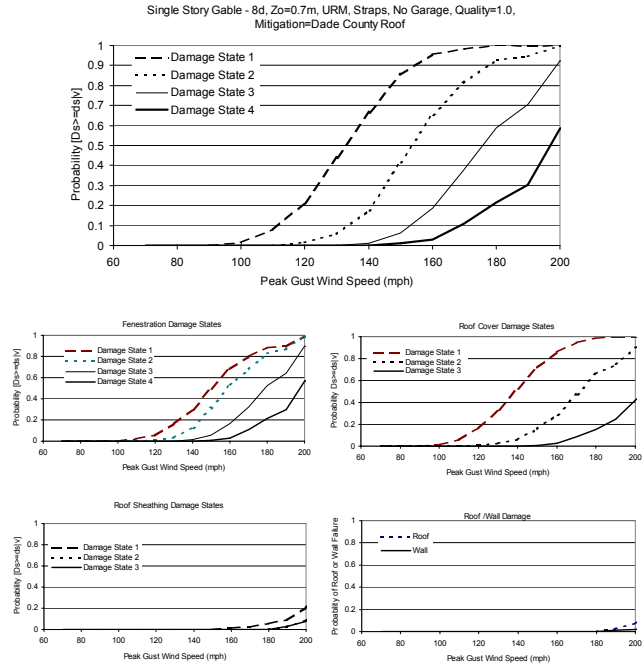 Single Story Gable - 8d, Zo=0.7m, URM, Straps, No Garage, Quality=1.0,
Mitigation=Dade County Roof
Probability [Ds>=ds|v]
1
0.9
0.8
0.7
0.6
0.5
0.4
0.3
0.2
0.1
0
Damage State 1
Damage State 2
Damage State 3
Damage State 4
60 80 100 120 140 160 180 200
Peak Gust Wind Speed (mph)
Fenestration Damage States
Probability [Ds>=ds|v]
1
0.8
0.6
0.4
0.2
0
Damage State 1
Damage State 2
Damage State 3
Damage State 4
60 80 100 120 140 160 180 200
Peak Gust Wind Speed (mph)
Roof Cover Damage States
Probability Ds>=ds|v]
1
0.8
0.6
0.4
0.2
0
Damage State 1
Damage State 2
Damage State 3
60 80 100 120 140 160 180 200
Peak Gust Wind Speed (mph)
Roof Sheathing Damage States
Probability [Ds>=ds|v]
1
0.8
0.6
0.4
0.2
0
Damage State 1
Damage State 2
Damage State 3
60 80 100 120 140 160 180 200
Peak Gust Wind Speed (mph)
Roof /Wall Damage
Probability of Roof or Wall Failure
1
0.8
0.6
0.4
0.2
0
Roof
Wall
60 80 100 120 140 160 180 200
Peak Gust Wind Speed (mph)